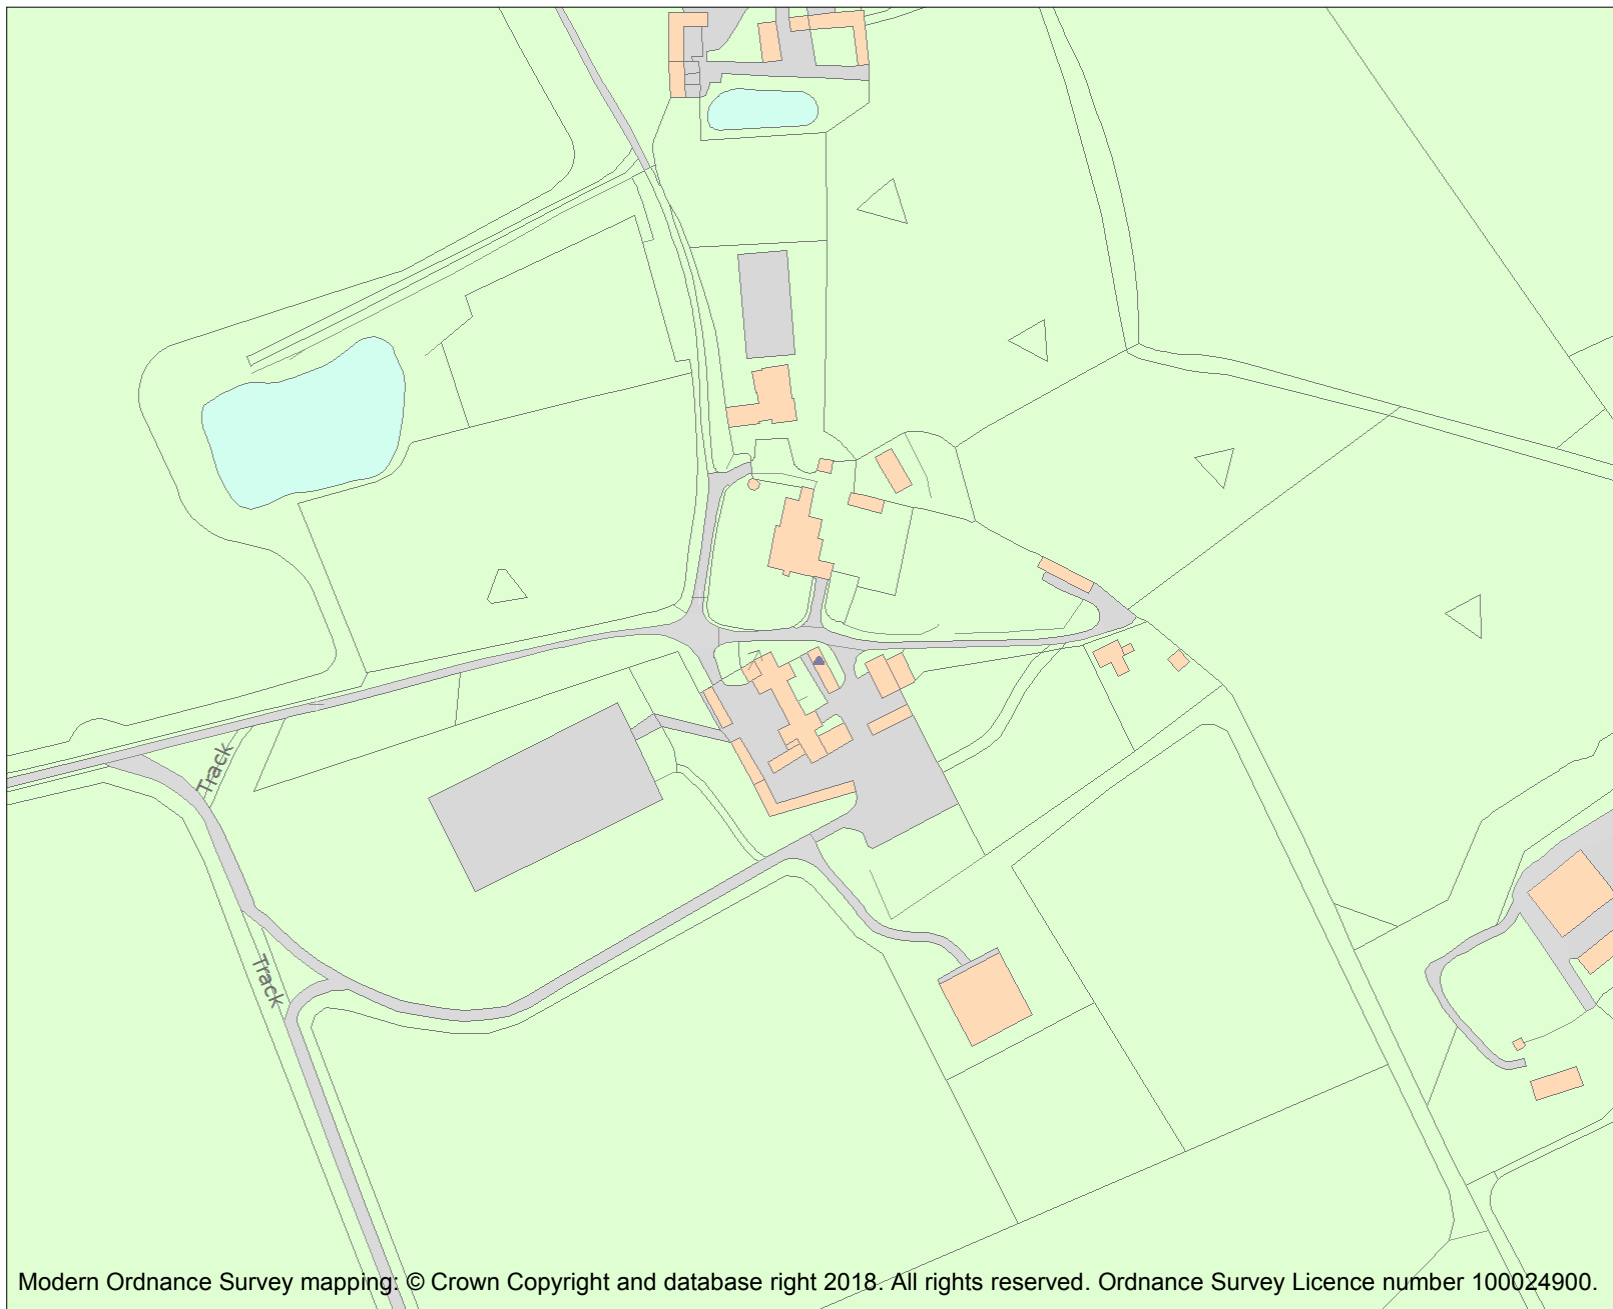 Track
Track
Modern Ordnance Survey mapping: © Crown Copyright and database right 2018. All rights reserved. Ordnance Survey Licence number 100024900.